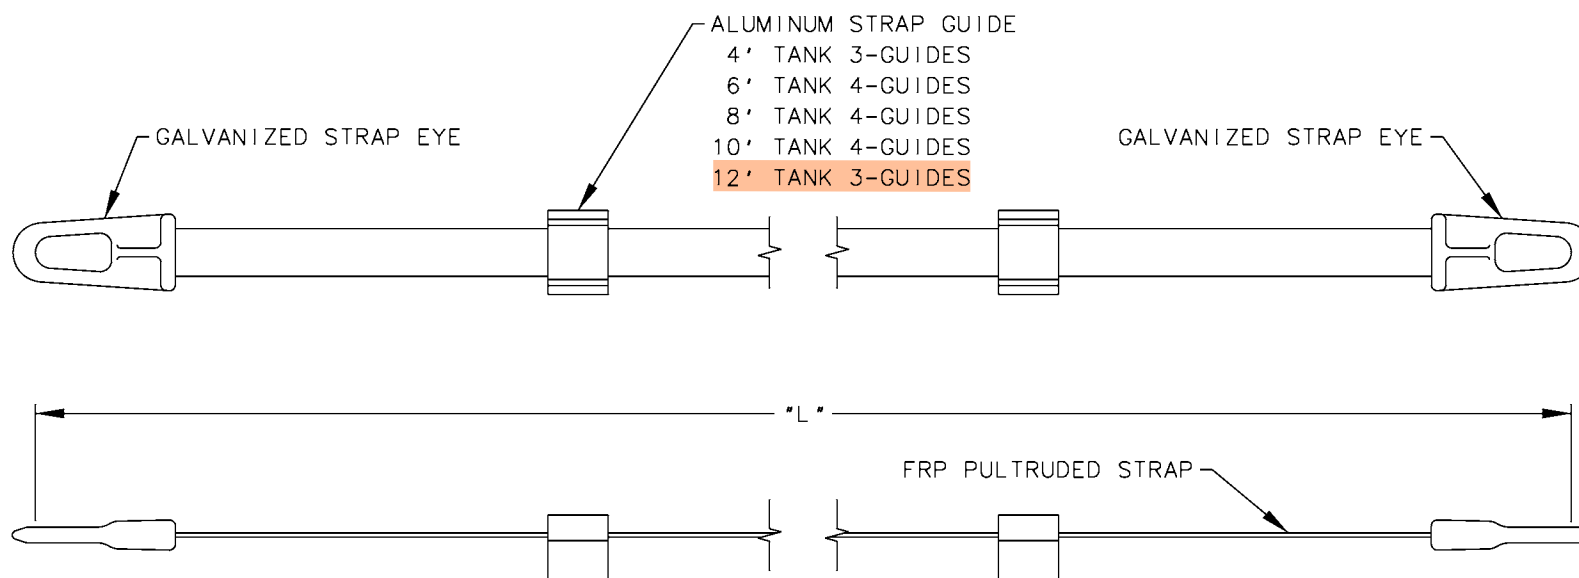 ALUMINUM STRAP GUIDE
4' TANK 3-GUIDES
6' TANK 4-GUIDES
8' TANK 4-GUIDES
10' TANK 4-GUIDES
12' TANK 3-GUIDES
GALVANIZED STRAP EYE
GALVANIZED STRAP EYE
"L"
FRP PULTRUDED STRAP